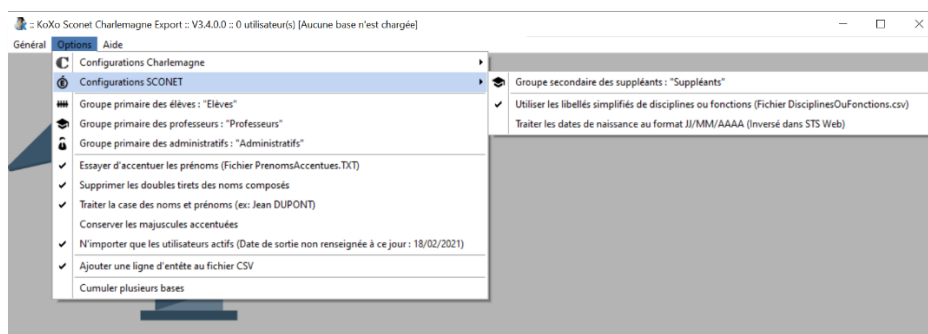 :: KoXo Sconet Charlemagne Export :: V3.4.0.0 :: 0 utilisateur(s) [Aucune base n'est chargée]
Général Options Aide
Configurations Charlemagne
Configurations SCONET
Groupe primaire des élèves : "Elèves"
Groupe primaire des professeurs : "Professeurs"
Groupe primaire des administratifs : "Administratifs"
Essayer d'accentuer les prénoms (Fichier PrenomsAccentues.TXT)
Supprimer les doubles tirets des noms composés
Traiter la case des noms et prénoms (ex: Jean DUPONT)
Conserver les majuscules accentuées
N'importer que les utilisateurs actifs (Date de sortie non renseignée à ce jour : 18/02/2021)
Ajouter une ligne d'entête au fichier CSV
Cumuler plusieurs bases
Groupe secondaire des suppléants : "Suppléants"
Utiliser les libellés simplifiés de disciplines ou fonctions (Fichier DisciplinesOuFonctions.csv)
Traiter les dates de naissance au format JJ/MM/AAAA (Inversé dans STS Web)